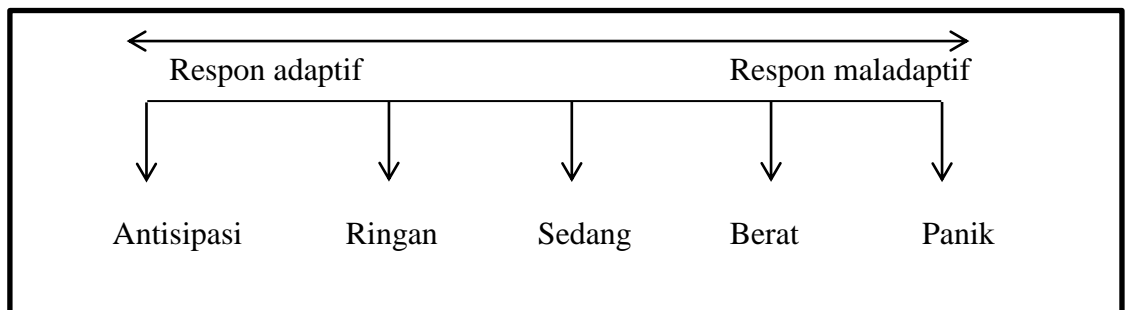 Respon adaptif Respon maladaptif
Antisipasi Ringan Sedang Berat Panik